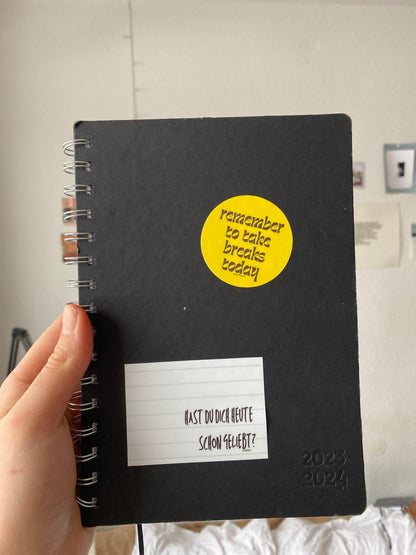 remember
to take
breaks
today
HAST DU DICH HEUTE
SCHON GELIEBT?
2023
2024